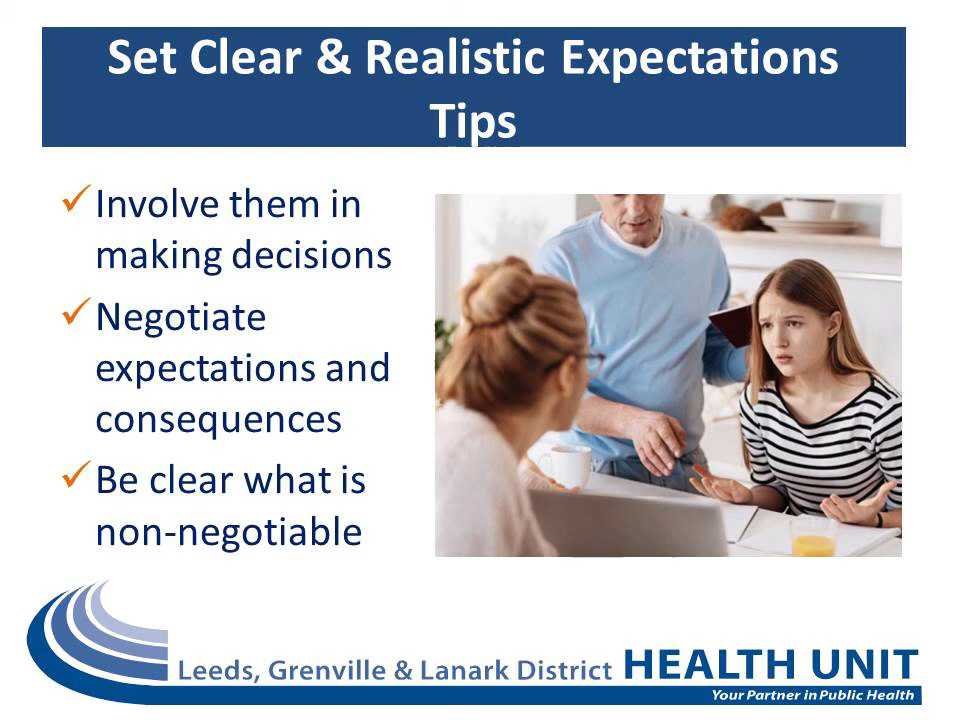 Set Clear & Realistic Expectations
Tips
Involve them in
making decisions
Negotiate
expectations and
consequences
Be clear what is
non-negotiable
Leeds, Grenville & Lanark District HEALTH UNIT
Your Partner in Public Health